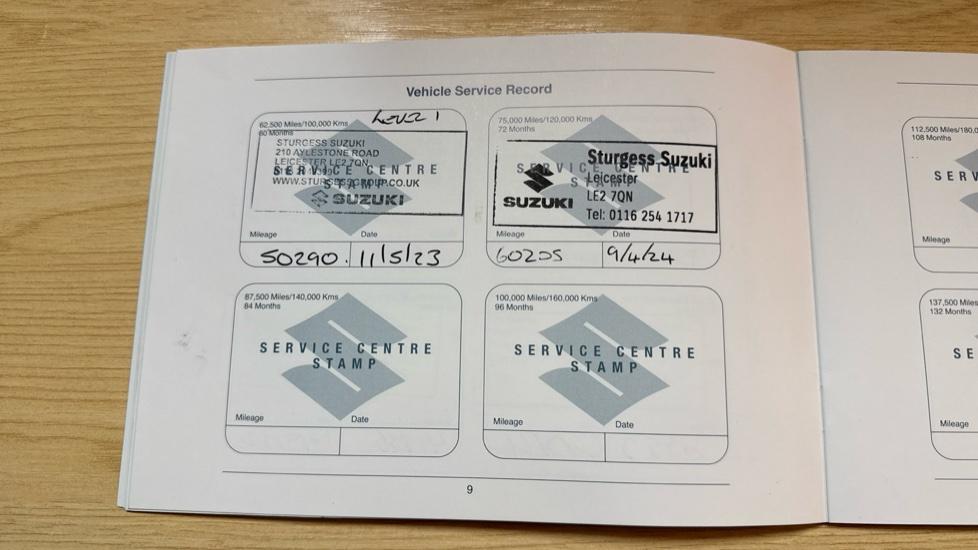 Vehicle Service Record
62,500 Miles/100,000 Kms
60 Months
LEVEL 1
STURGESS SUZUKI
210 AYLESTONE ROAD
LEICESTER LE2 7QN
SERVICE CENTRE
STAMP
WWW.STURGESSGROUP.CO.UK
SUZUKI
Mileage Date
50290. 11/5/23
75,000 Miles/120,000 Kms
72 Months
SERVICE CENTRE
STAMP
Sturgess Suzuki
Leicester
LE2 7QN
Tel: 0116 254 1717
SUZUKI
Mileage Date
60205 9/4/24
87,500 Miles/140,000 Kms
84 Months
SERVICE CENTRE
STAMP
Mileage Date
100,000 Miles/160,000 Kms
96 Months
SERVICE CENTRE
STAMP
Mileage Date
9
112,500 Miles/180,0
108 Months
SERV
Mileage
137,500 Miles
132 Months
SE
Mileage